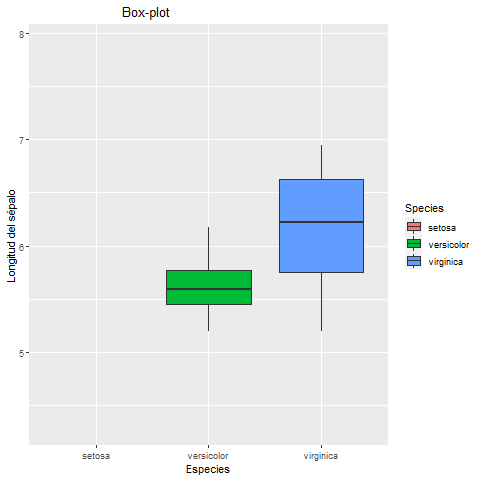 Box-plot
8
7
6
5
Longitud del sépalo
setosa
versicolor
virginica
Especies
Species
setosa
versicolor
virginica